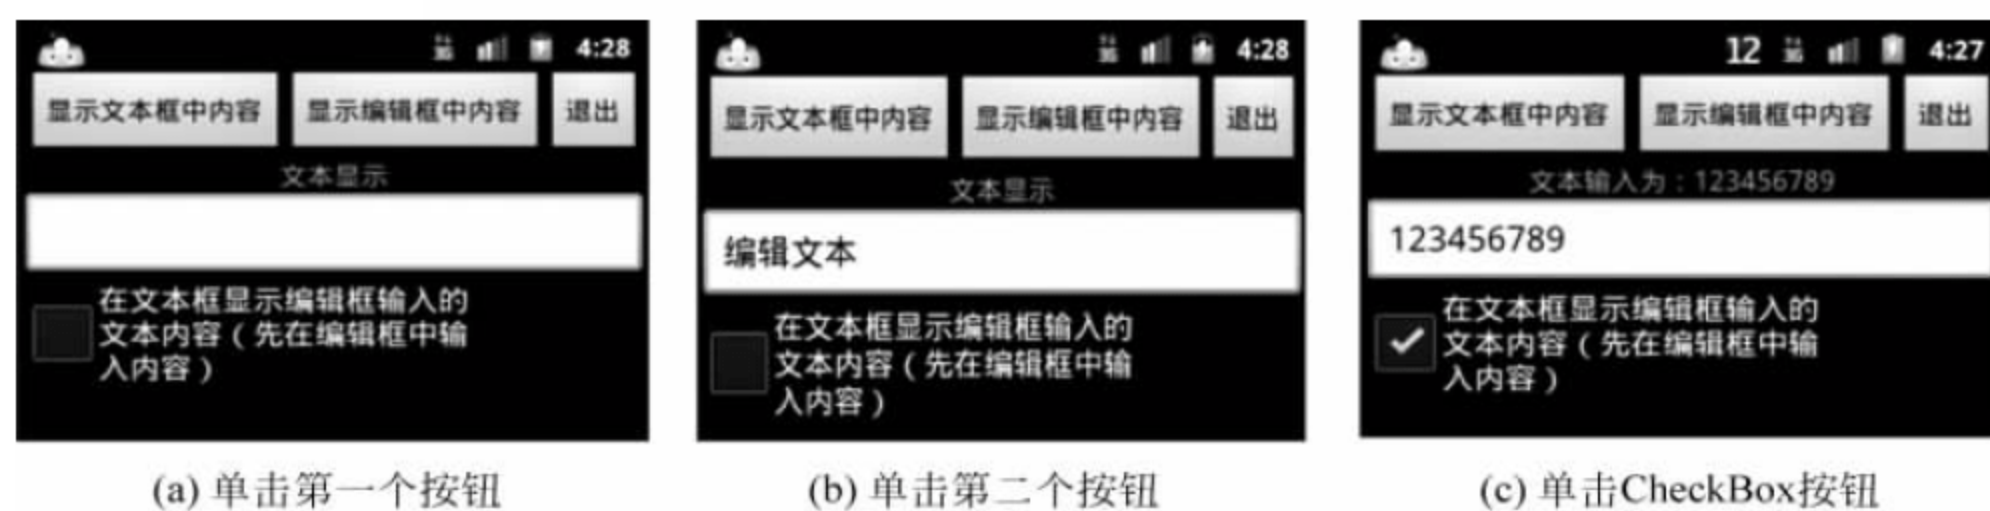 4:28
显示文本框中内容 显示编辑框中内容 退出
文本显示
在文本框显示编辑框输入的
文本内容（先在编辑框中输
入内容）
(a) 单击第一个按钮
4:28
显示文本框中内容 显示编辑框中内容 退出
文本显示
编辑文本
在文本框显示编辑框输入的
文本内容（先在编辑框中输
入内容）
(b) 单击第二个按钮
12 4:27
显示文本框中内容 显示编辑框中内容 退出
文本输入为：123456789
123456789
在文本框显示编辑框输入的
文本内容（先在编辑框中输
入内容）
(c) 单击CheckBox按钮